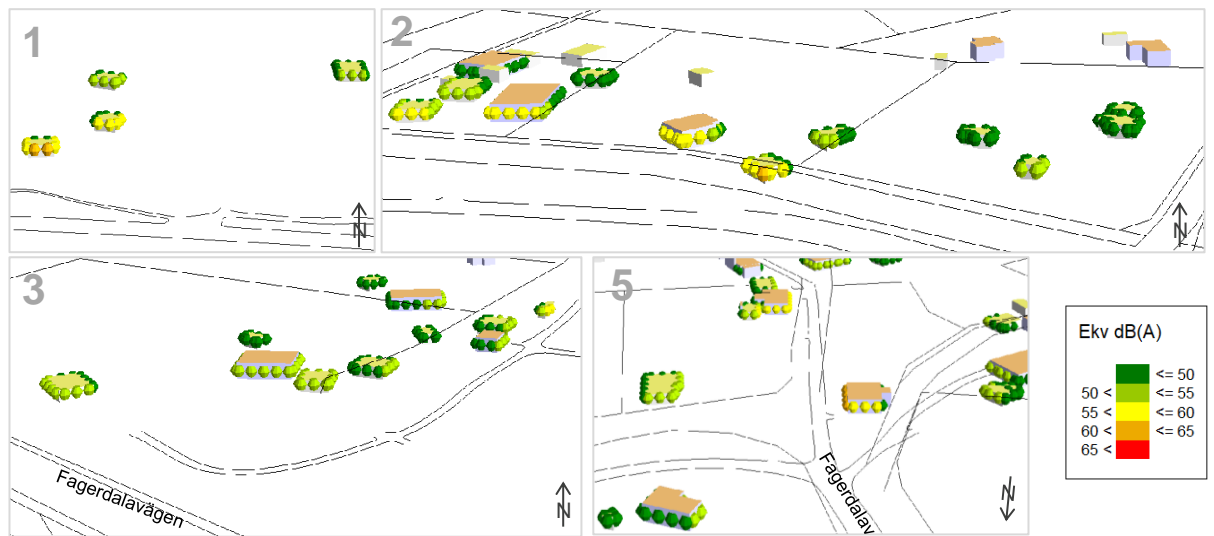 1
2
N
N
3
Fagerdalavägen
N
5
Fagerdalav
N
Ekv dB(A)
<= 50
50 < <= 55
55 < <= 60
60 < <= 65
65 <